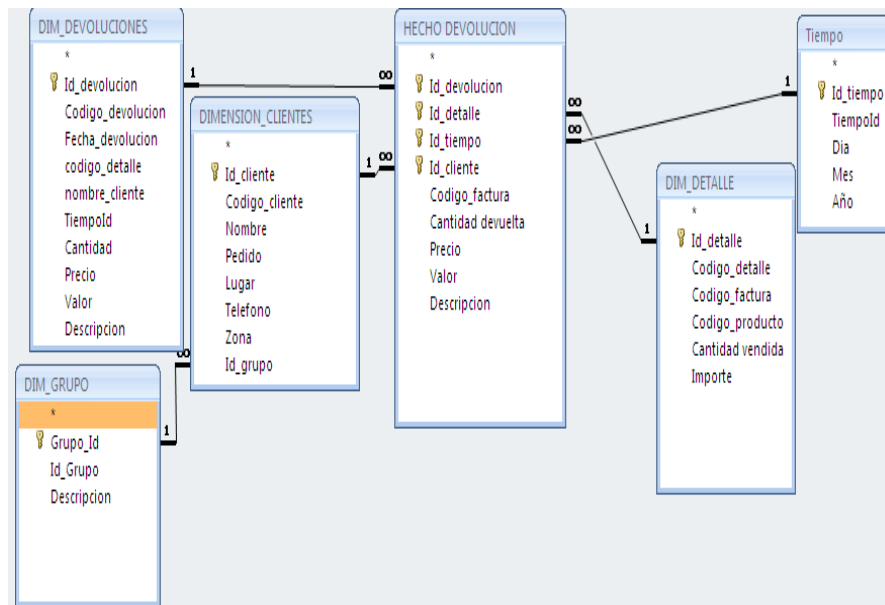 DIM_DEVOLUCIONES
*
Id_devolucion
Codigo_devolucion
Fecha_devolucion
codigo_detalle
nombre_cliente
TiempoId
Cantidad
Precio
Valor
Descripcion
DIMENSION_CLIENTES
*
Id_cliente
Codigo_cliente
Nombre
Pedido
Lugar
Telefono
Zona
Id_grupo
HECHO DEVOLUCION
*
Id_devolucion
Id_detalle
Id_tiempo
Id_cliente
Codigo_factura
Cantidad devuelta
Precio
Valor
Descripcion
Tiempo
*
Id_tiempo
TiempoId
Dia
Mes
Año
DIM_DETALLE
*
Id_detalle
Codigo_detalle
Codigo_factura
Codigo_producto
Cantidad vendida
Importe
DIM_GRUPO
*
Grupo_Id
Id_Grupo
Descripcion
1
∞
1
∞
∞
1
∞
1
∞
1